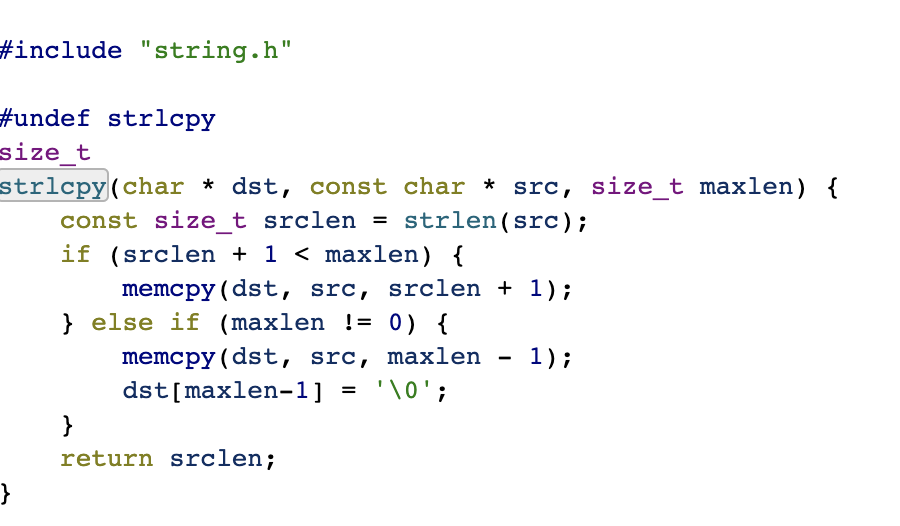 #include "string.h"
#undef strlcpy
size_t
strlcpy(char * dst, const char * src, size_t maxlen) {
    const size_t srclen = strlen(src);
    if (srclen + 1 < maxlen) {
        memcpy(dst, src, srclen + 1);
    } else if (maxlen != 0) {
        memcpy(dst, src, maxlen - 1);
        dst[maxlen-1] = '\0';
    }
    return srclen;
}